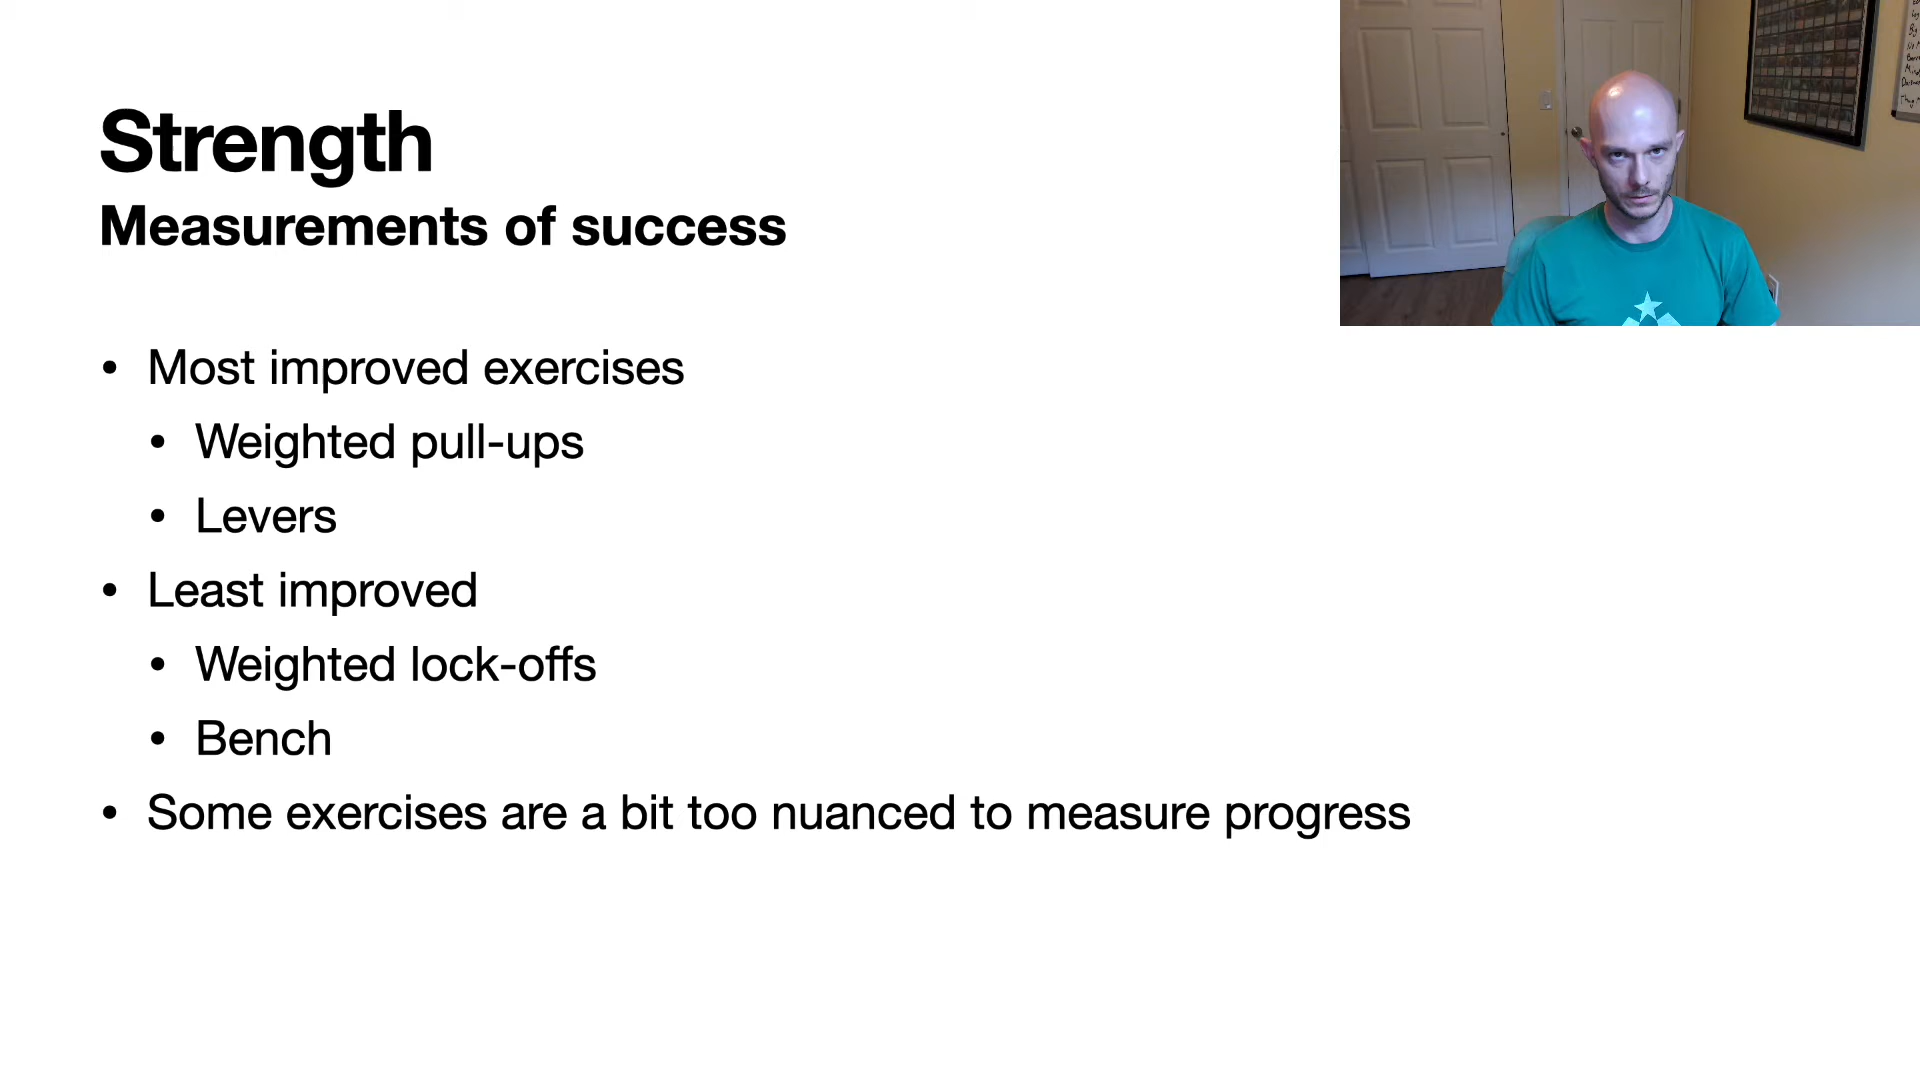 Strength
Measurements of success
• Most improved exercises
• Weighted pull-ups
• Levers
• Least improved
• Weighted lock-offs
• Bench
• Some exercises are a bit too nuanced to measure progress